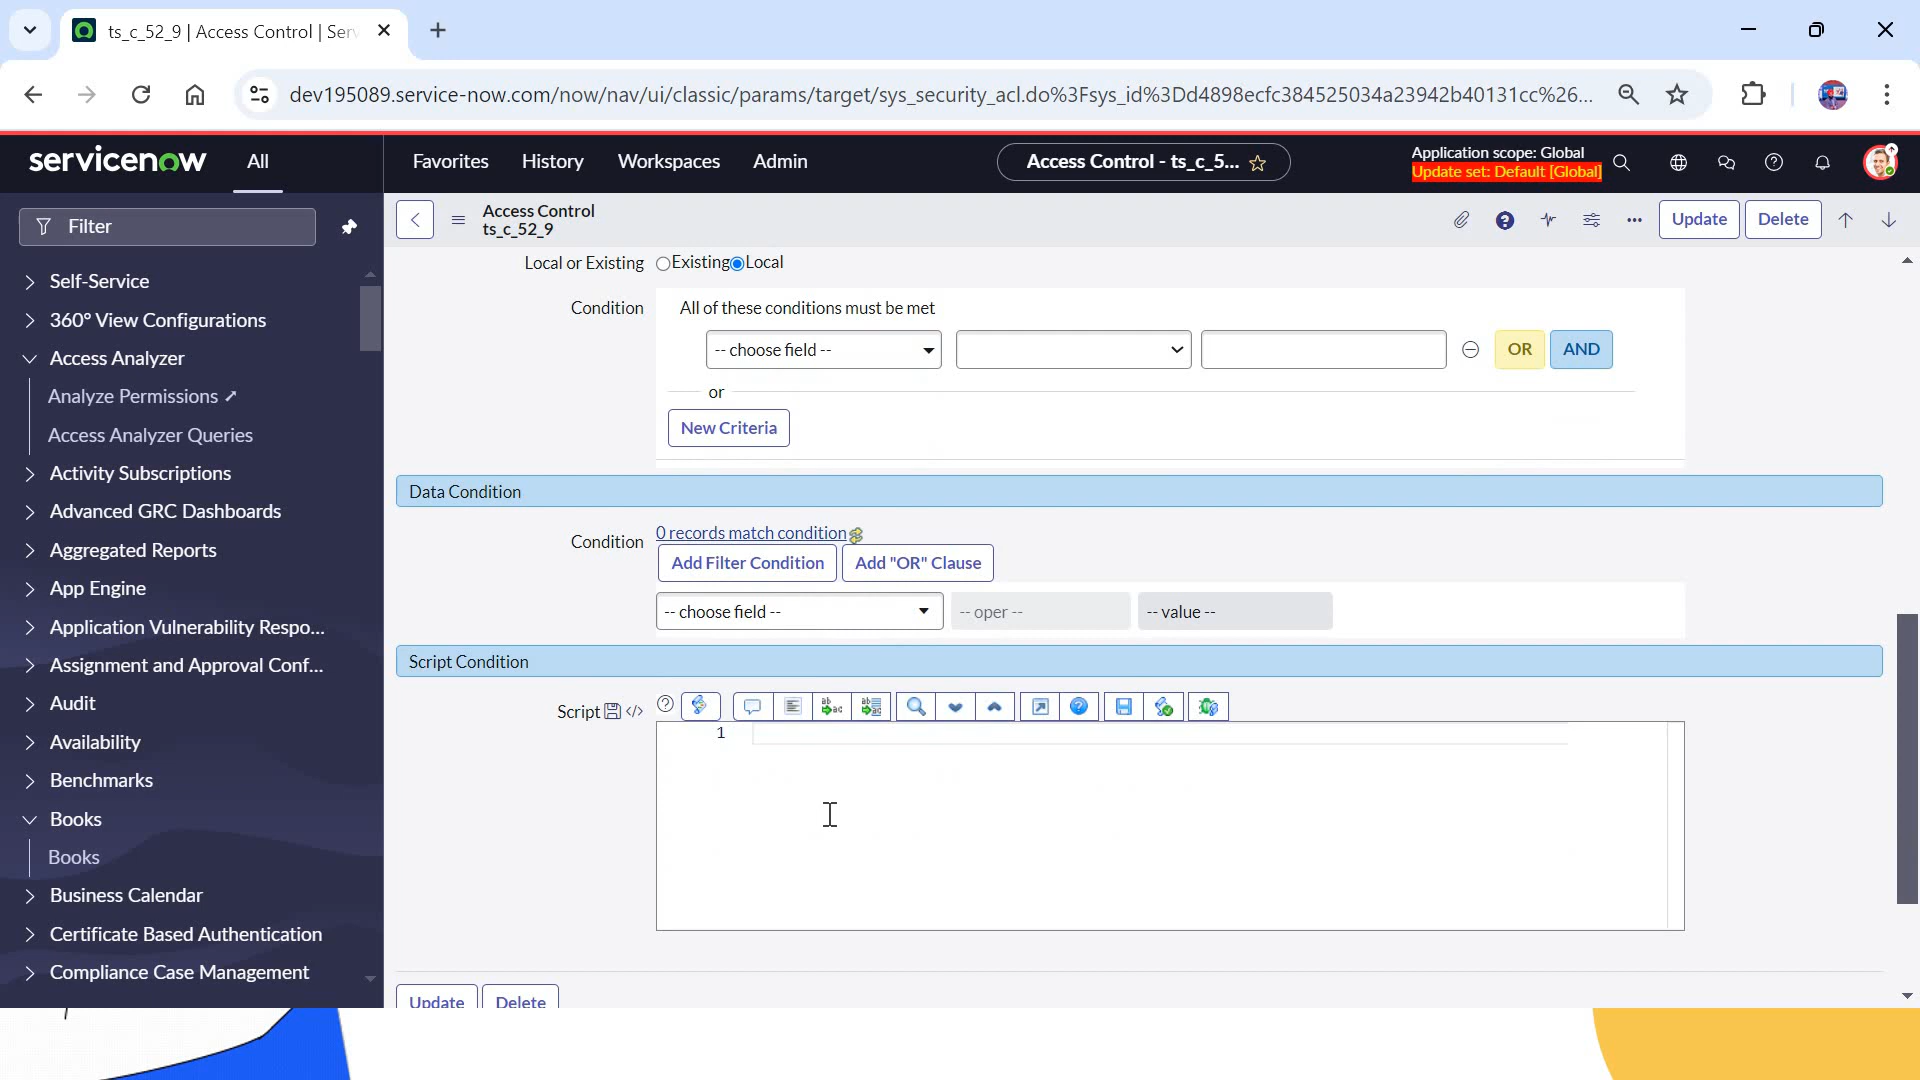 ts_c_52_9 | Access Control | Serv
dev195089.service-now.com/now/nav/ui/classic/params/target/sys_security_acl.do%3Fsys_id%3Dd4898ecfc384525034a23942b40131cc%26...
servicenow
All
Favorites
History
Workspaces
Admin
Access Control - ts_c_5...
Application scope: Global
Update set: Default [Global]
Filter
Access Control
ts_c_52_9
Update
Delete
Self-Service
360° View Configurations
Access Analyzer
Analyze Permissions
Access Analyzer Queries
Activity Subscriptions
Advanced GRC Dashboards
Aggregated Reports
App Engine
Application Vulnerability Respo...
Assignment and Approval Conf...
Audit
Availability
Benchmarks
Books
Books
Business Calendar
Certificate Based Authentication
Compliance Case Management
Local or Existing
Existing
Local
Condition
All of these conditions must be met
-- choose field --
OR
AND
or
New Criteria
Data Condition
Condition
0 records match condition
Add Filter Condition
Add "OR" Clause
-- choose field --
-- oper --
-- value --
Script Condition
Script
1
Update
Delete